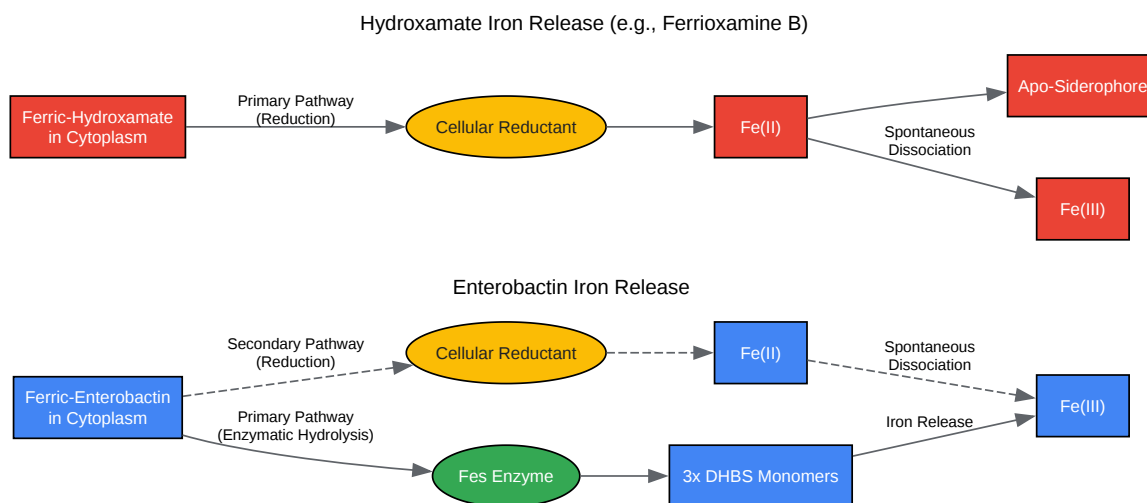 Hydroxamate Iron Release (e.g., Ferrioxamine B)
Ferric-Hydroxamate
in Cytoplasm
Primary Pathway
(Reduction)
Cellular Reductant
Fe(II)
Apo-Siderophore
Spontaneous
Dissociation
Fe(III)
Enterobactin Iron Release
Ferric-Enterobactin
in Cytoplasm
Secondary Pathway
(Reduction)
Cellular Reductant
Fe(II)
Spontaneous
Dissociation
Fe(III)
Primary Pathway
(Enzymatic Hydrolysis)
Fes Enzyme
3x DHBS Monomers
Iron Release